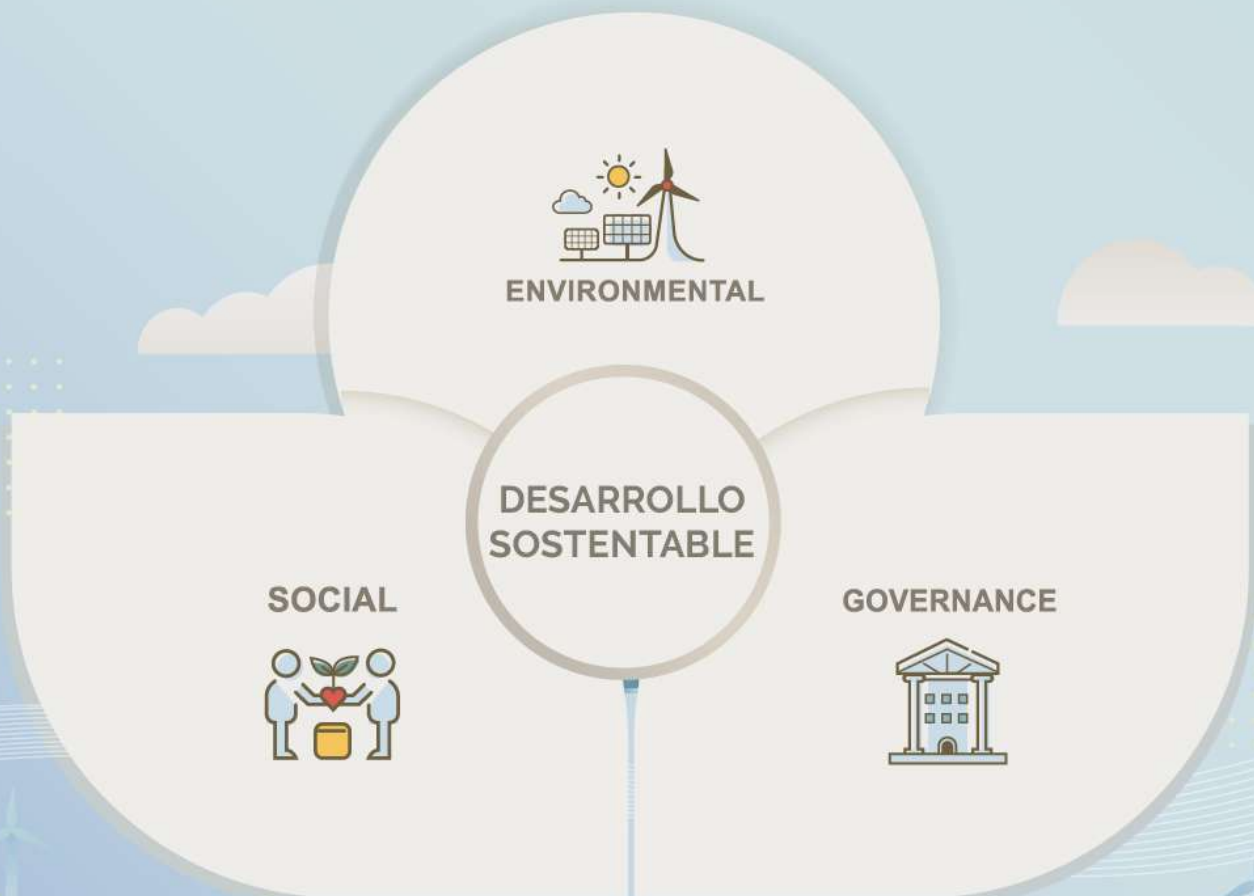 ENVIRONMENTAL
DESARROLLO
SOSTENTABLE
SOCIAL
GOVERNANCE